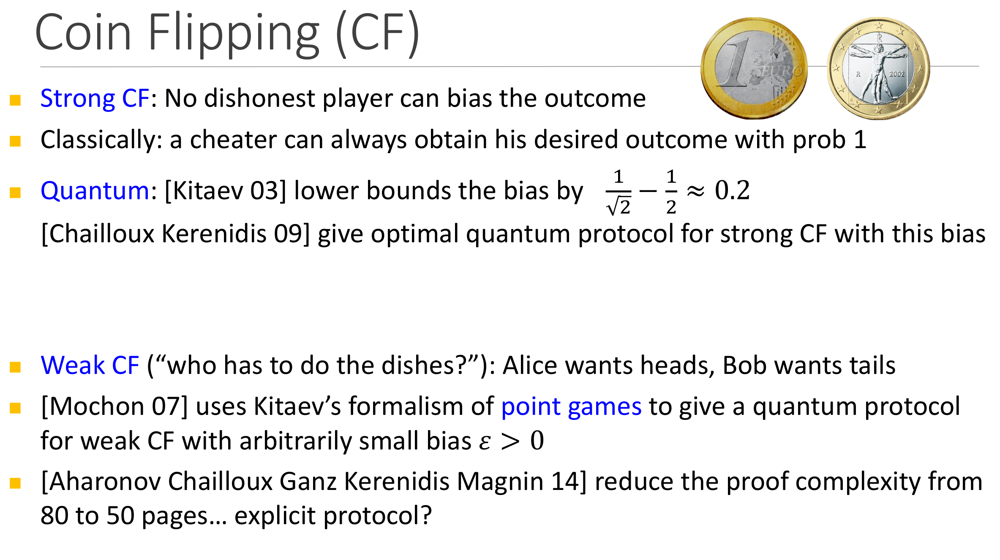 Coin Flipping (CF)
1 EURO
R
R 2002
Strong CF: No dishonest player can bias the outcome
Classically: a cheater can always obtain his desired outcome with prob 1
Quantum: [Kitaev 03] lower bounds the bias by 1/√2 − 1/2 ≈ 0.2
[Chailloux Kerenidis 09] give optimal quantum protocol for strong CF with this bias
Weak CF (“who has to do the dishes?”): Alice wants heads, Bob wants tails
[Mochon 07] uses Kitaev’s formalism of point games to give a quantum protocol
for weak CF with arbitrarily small bias ε > 0
[Aharonov Chailloux Ganz Kerenidis Magnin 14] reduce the proof complexity from
80 to 50 pages… explicit protocol?